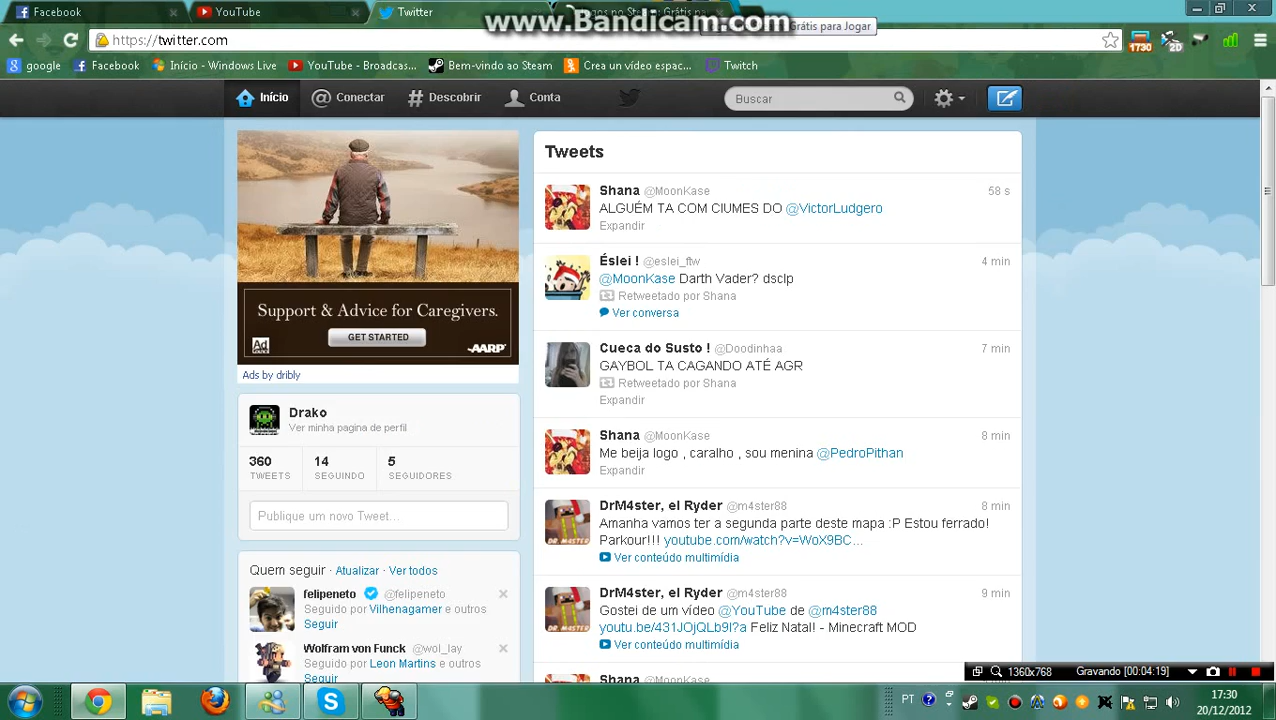 Facebook
YouTube
Twitter
www.Bandicam.com
Grátis para Jogar
https://twitter.com
1730
google
Facebook
Início - Windows Live
YouTube - Broadcas...
Bem-vindo ao Steam
Crea un vídeo espac...
Twitch
Início
Conectar
Descobrir
Conta
Buscar
Support & Advice for Caregivers.
GET STARTED
Ad Council
AARP
Ads by dribly
Drako
Ver minha pagina de perfil
360
TWEETS
14
SEGUINDO
5
SEGUIDORES
Publique um novo Tweet...
Quem seguir · Atualizar · Ver todos
felipeneto @felipeneto
Seguido por Vilhenagamer e outros
Seguir
Wolfram von Funck @wol_lay
Seguido por Leon Martins e outros
Seguir
Tweets
Shana @MoonKase 58 s
ALGUÉM TA COM CIUMES DO @VictorLudgero
Expandir
Éslei ! @eslei_ftw 4 min
@MoonKase Darth Vader? dsclp
Retweetado por Shana
Ver conversa
Cueca do Susto ! @Doodinhaa 7 min
GAYBOL TA CAGANDO ATÉ AGR
Retweetado por Shana
Expandir
Shana @MoonKase 8 min
Me beija logo , caralho , sou menina @PedroPithan
Expandir
DrM4ster, el Ryder @m4ster88 8 min
Amanha vamos ter a segunda parte deste mapa :P Estou ferrado!
Parkour!!! youtube.com/watch?v=WoX9BC...
Ver conteúdo multimídia
DrM4ster, el Ryder @m4ster88 9 min
Gostei de um vídeo @YouTube de @m4ster88
youtu.be/431JOjQLb9I?a Feliz Natal! - Minecraft MOD
Ver conteúdo multimídia
Shana @MoonKase
1360x768
Gravando [00:04:19]
PT
17:30
20/12/2012